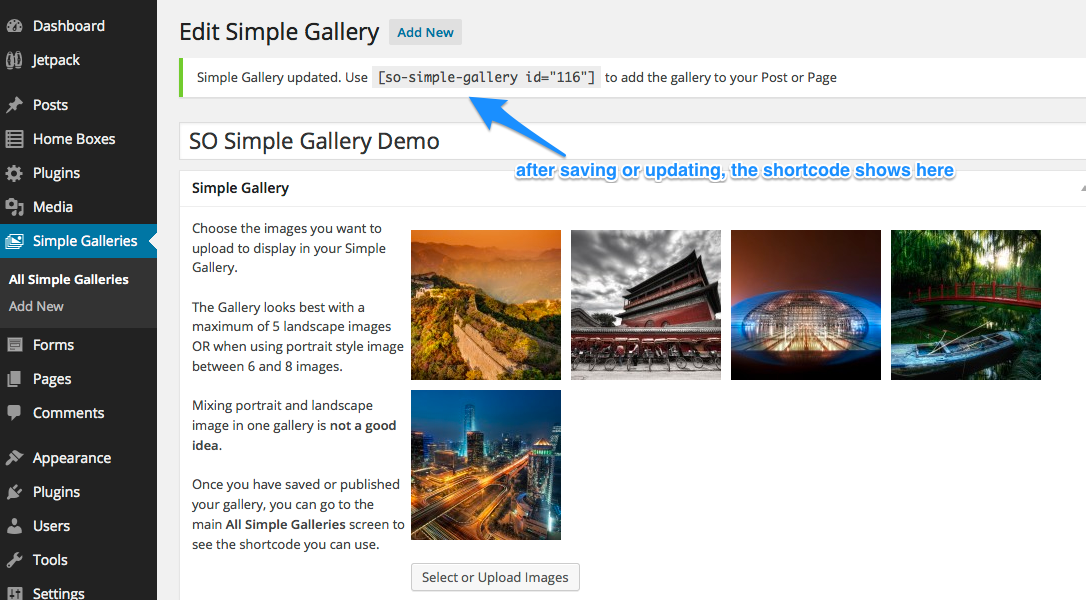 Dashboard
Jetpack
Posts
Home Boxes
Plugins
Media
Simple Galleries
All Simple Galleries
Add New
Forms
Pages
Comments
Appearance
Plugins
Users
Tools
Settings
Edit Simple Gallery Add New
Simple Gallery updated. Use [so-simple-gallery id="116"] to add the gallery to your Post or Page
SO Simple Gallery Demo
after saving or updating, the shortcode shows here
Simple Gallery
Choose the images you want to
upload to display in your Simple
Gallery.
The Gallery looks best with a
maximum of 5 landscape images
OR when using portrait style image
between 6 and 8 images.
Mixing portrait and landscape
image in one gallery is not a good
idea.
Once you have saved or published
your gallery, you can go to the
main All Simple Galleries screen to
see the shortcode you can use.
Select or Upload Images